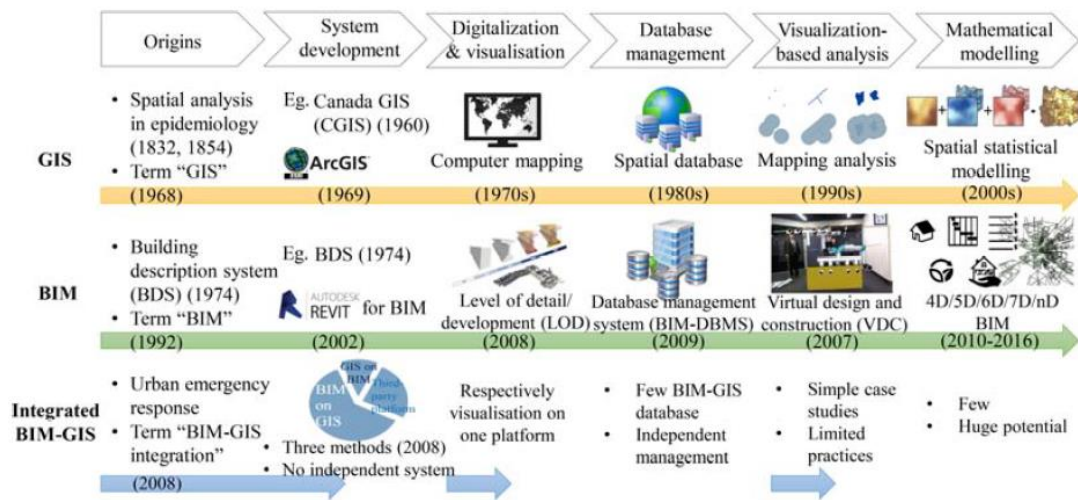 Origins
System
development
Digitalization
& visualisation
Database
management
Visualization-
based analysis
Mathematical
modelling
GIS
• Spatial analysis
in epidemiology
(1832, 1854)
• Term “GIS”
(1968)
Eg. Canada GIS
(CGIS) (1960)
ArcGIS
(1969)
Computer mapping
(1970s)
Spatial database
(1980s)
Mapping analysis
(1990s)
Spatial statistical
modelling
(2000s)
BIM
• Building
description system
(BDS) (1974)
• Term “BIM”
(1992)
Eg. BDS (1974)
AUTODESK
REVIT for BIM
(2002)
Level of detail/
development (LOD)
(2008)
Database management
system (BIM-DBMS)
(2009)
Virtual design and
construction (VDC)
(2007)
4D/5D/6D/7D/nD
BIM
(2010-2016)
Integrated
BIM-GIS
• Urban emergency
response
• Term “BIM-GIS
integration”
(2008)
GIS on
BIM
Third-
party
platform
BIM
on
GIS
• Three methods (2008)
• No independent system
Respectively
visualisation on
one platform
• Few BIM-GIS
database
• Independent
management
• Simple case
studies
• Limited
practices
• Few
• Huge potential